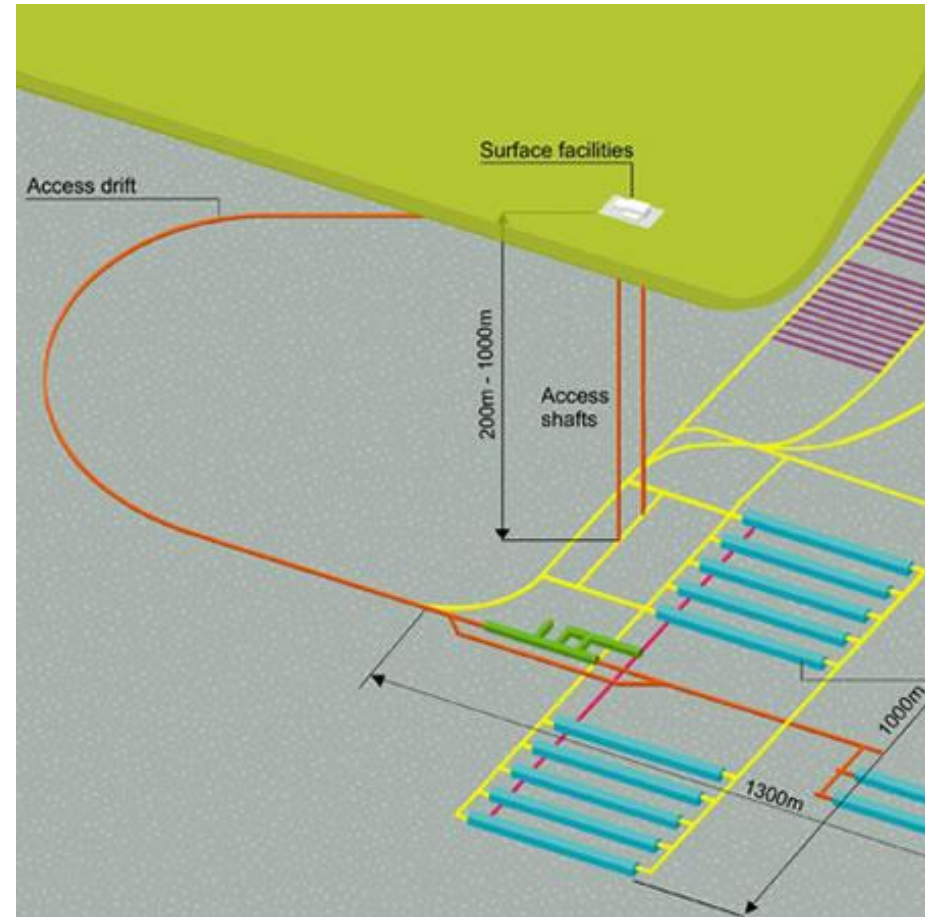 Surface facilities
Access drift
200m - 1000m
Access
shafts
1000m
1300m